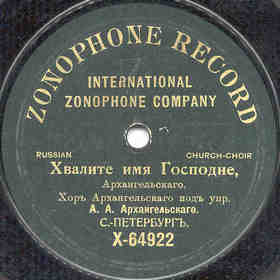 ZONOPHONE RECORD
INTERNATIONAL
ZONOPHONE COMPANY
RUSSIAN CHURCH-CHOIR
Хвалите имя Господне,
Архангельскаго.
Хоръ Архангельскаго подъ упр.
А. А. Архангельскаго.
С.-ПЕТЕРБУРГЪ.
X-64922